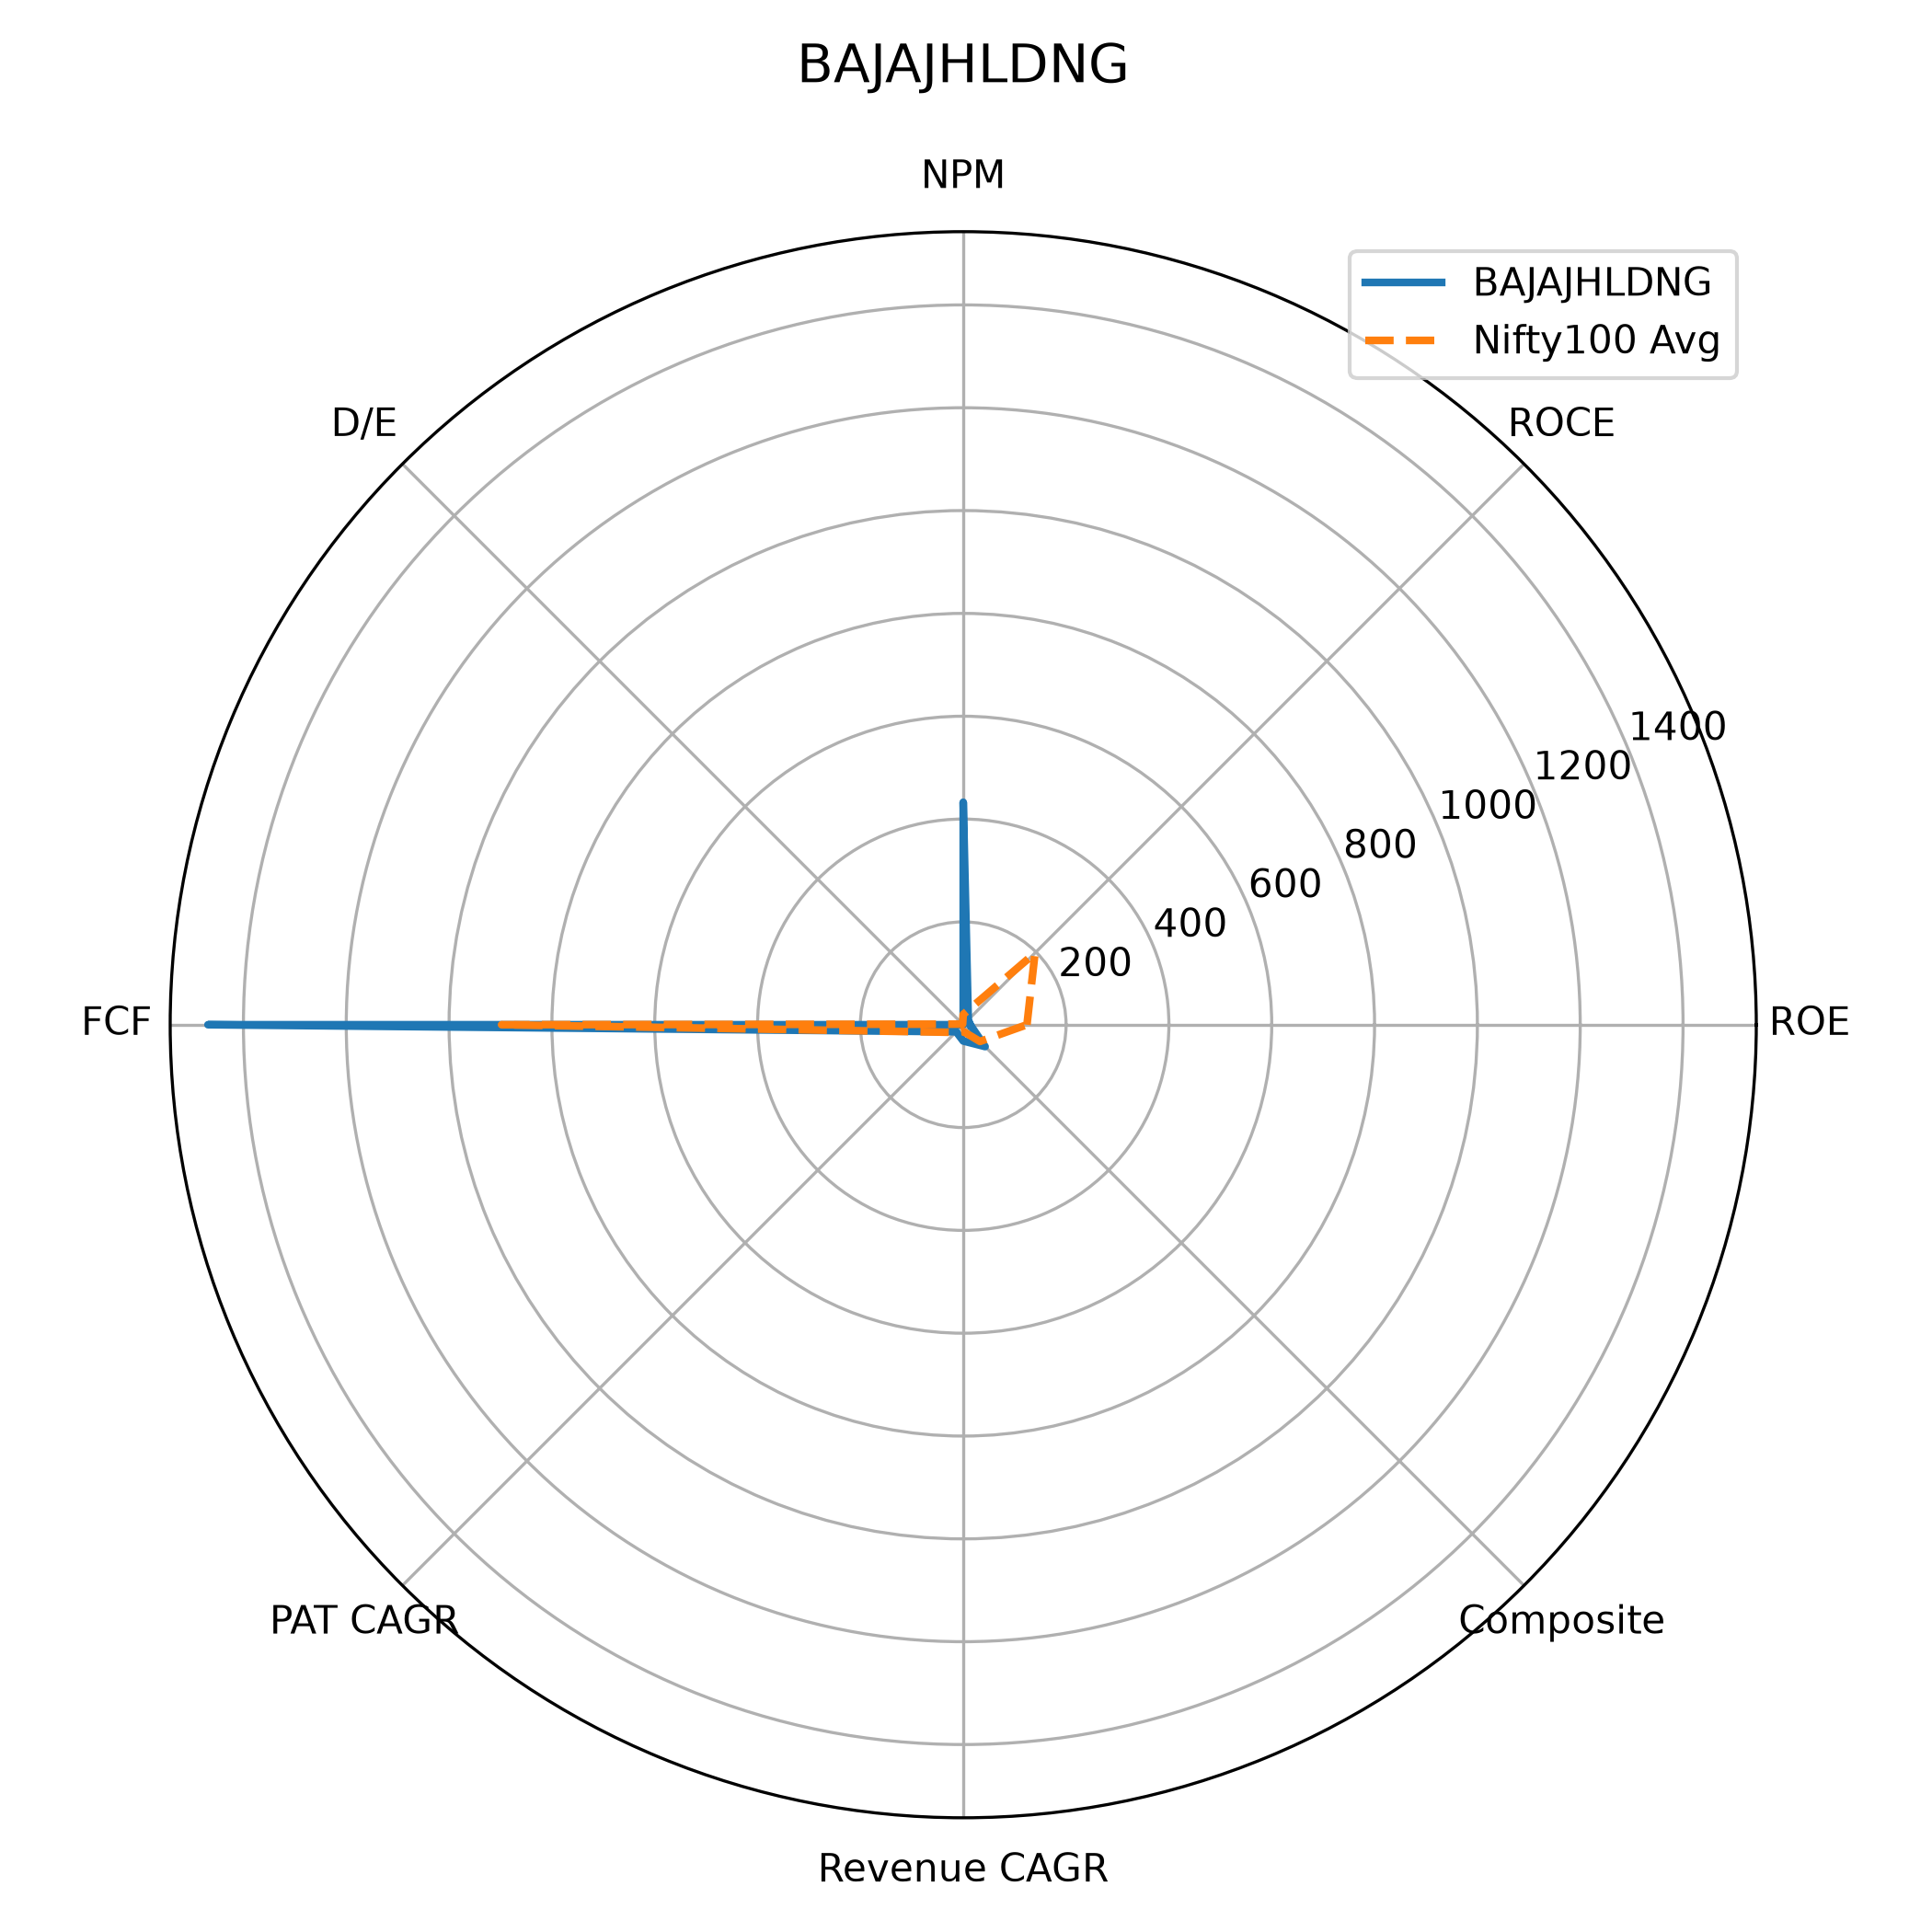 BAJAJHLDNG
NPM
BAJAJHLDNG
Nifty100 Avg
D/E
ROCE
1400
1200
1000
800
600
400
200
FCF
ROE
PAT CAGR
Composite
Revenue CAGR